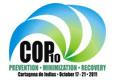 COP10
PREVENTION • MINIMIZATION • RECOVERY
Cartagena de Indias • October 17 - 21 • 2011